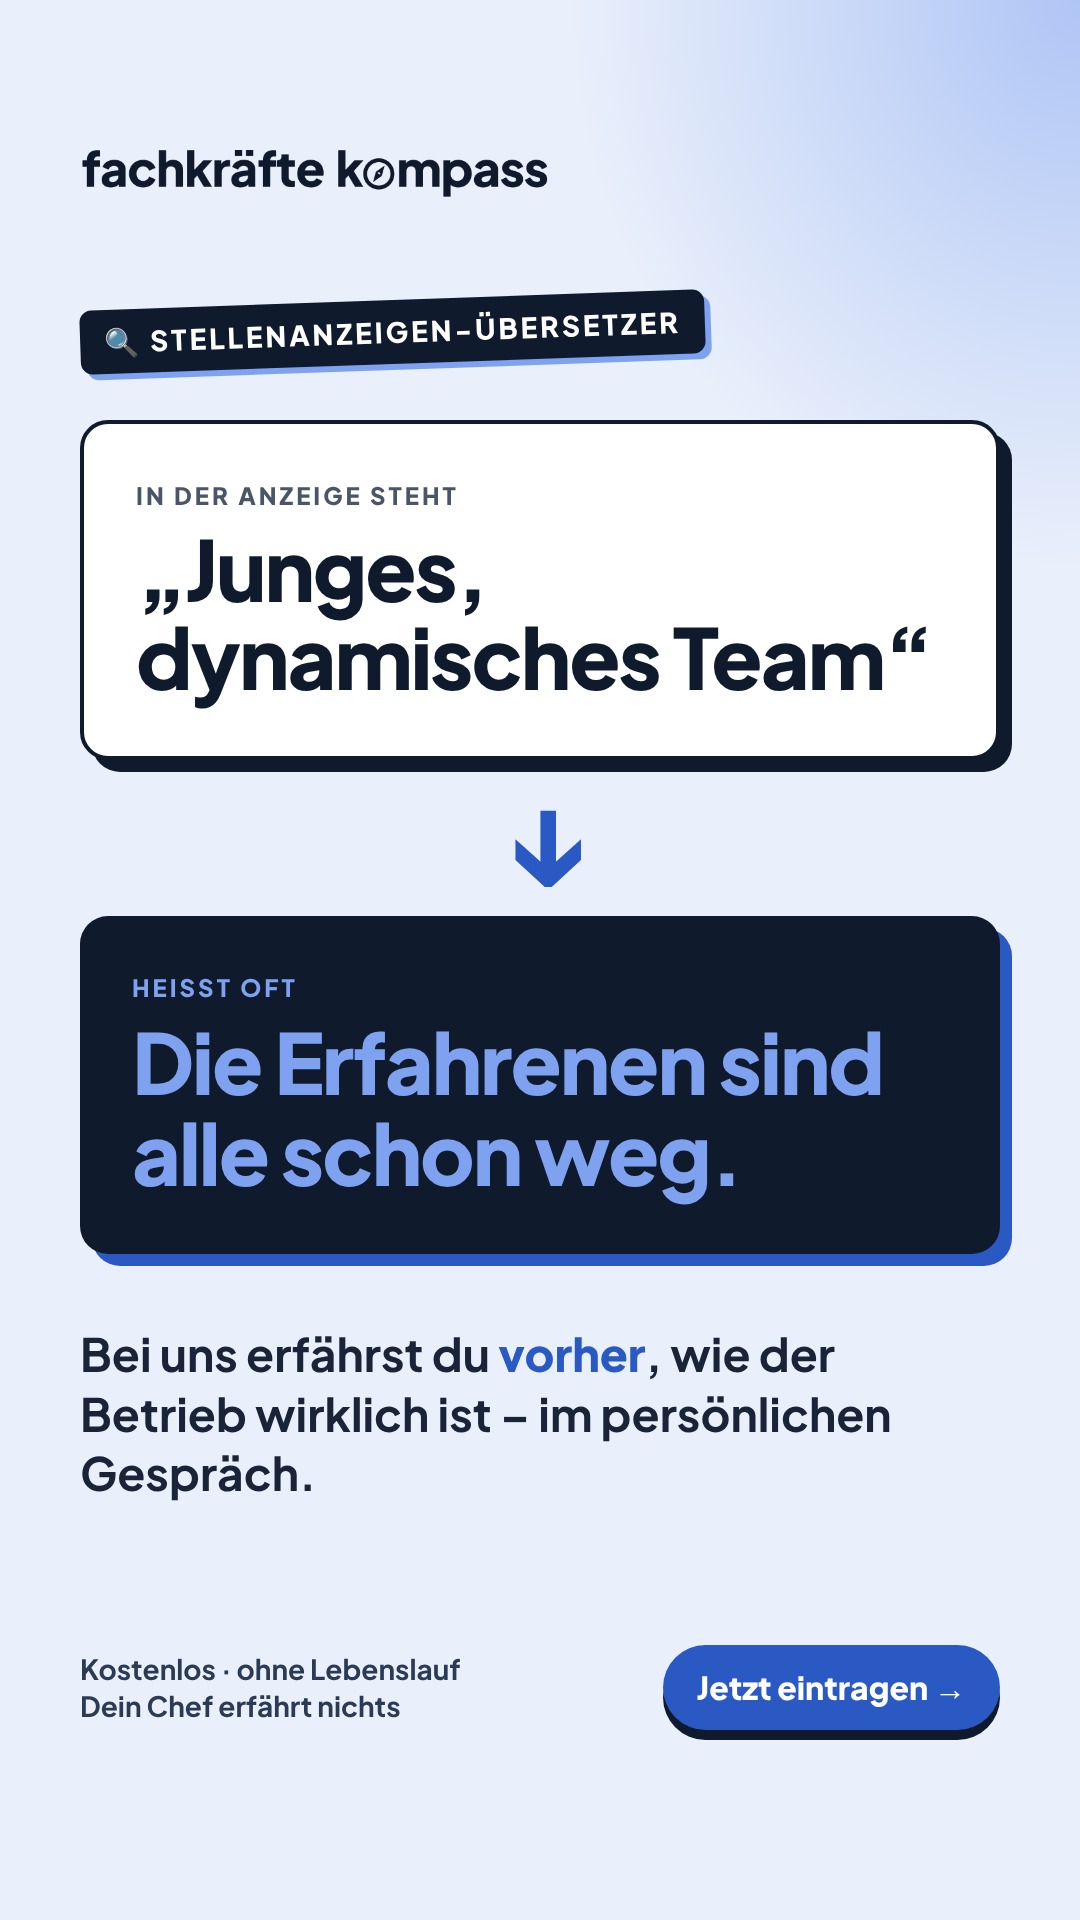 fachkräfte kompass
🔍 STELLENANZEIGEN-ÜBERSETZER
IN DER ANZEIGE STEHT
„Junges,
dynamisches Team“
↓
HEISST OFT
Die Erfahrenen sind
alle schon weg.
Bei uns erfährst du vorher, wie der
Betrieb wirklich ist – im persönlichen
Gespräch.
Kostenlos · ohne Lebenslauf
Dein Chef erfährt nichts
Jetzt eintragen →